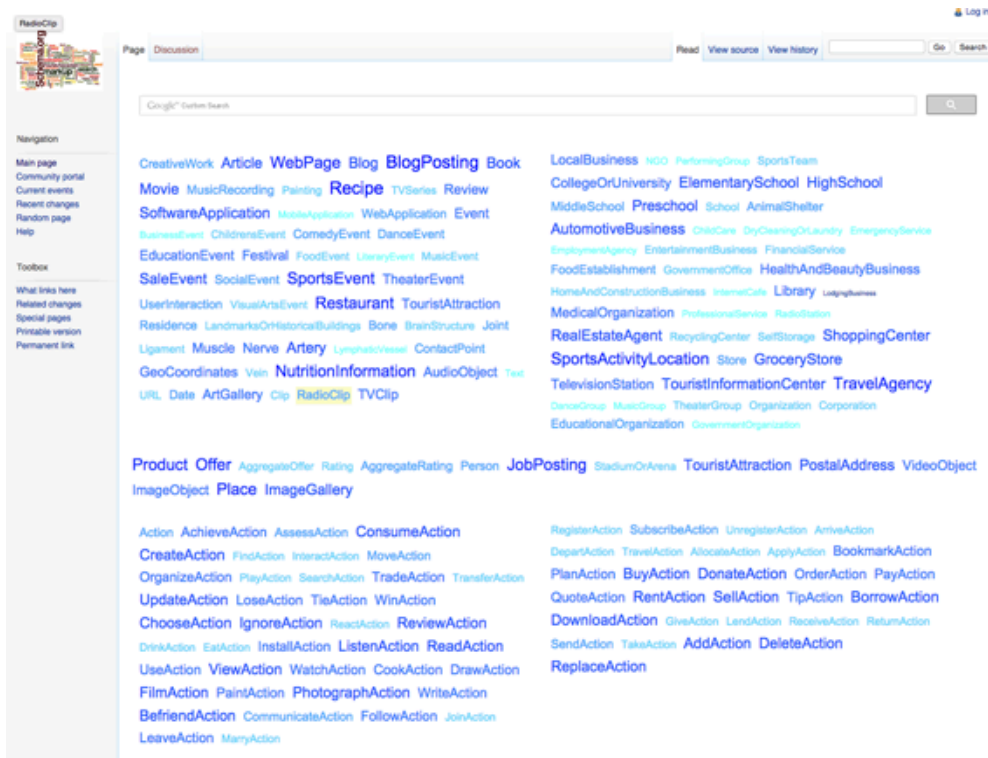 Log in
RadioClip
Schema.org
markup
Page Discussion Read View source View history Go Search
Google Custom Search
Navigation
Main page
Community portal
Current events
Recent changes
Random page
Help
Toolbox
What links here
Related changes
Special pages
Printable version
Permanent link
CreativeWork Article WebPage Blog BlogPosting Book
Movie MusicRecording Painting Recipe TVSeries Review
SoftwareApplication MobileApplication WebApplication Event
BusinessEvent ChildrensEvent ComedyEvent DanceEvent
EducationEvent Festival FoodEvent LiteraryEvent MusicEvent
SaleEvent SocialEvent SportsEvent TheaterEvent
UserInteraction VisualArtsEvent Restaurant TouristAttraction
Residence LandmarksOrHistoricalBuildings Bone BrainStructure Joint
Ligament Muscle Nerve Artery LymphaticVessel ContactPoint
GeoCoordinates Vein NutritionInformation AudioObject Text
URL Date ArtGallery Clip RadioClip TVClip
LocalBusiness NGO PerformingGroup SportsTeam
CollegeOrUniversity ElementarySchool HighSchool
MiddleSchool Preschool School AnimalShelter
AutomotiveBusiness ChildCare DryCleaningOrLaundry EmergencyService
EmploymentAgency EntertainmentBusiness FinancialService
FoodEstablishment GovernmentOffice HealthAndBeautyBusiness
HomeAndConstructionBusiness InternetCafe Library LodgingBusiness
MedicalOrganization ProfessionalService RadioStation
RealEstateAgent RecyclingCenter SelfStorage ShoppingCenter
SportsActivityLocation Store GroceryStore
TelevisionStation TouristInformationCenter TravelAgency
DanceGroup MusicGroup TheaterGroup Organization Corporation
EducationalOrganization GovernmentOrganization
Product Offer AggregateOffer Rating AggregateRating Person JobPosting StadiumOrArena TouristAttraction PostalAddress VideoObject
ImageObject Place ImageGallery
Action AchieveAction AssessAction ConsumeAction
CreateAction FindAction InteractAction MoveAction
OrganizeAction PlayAction SearchAction TradeAction TransferAction
UpdateAction LoseAction TieAction WinAction
ChooseAction IgnoreAction ReactAction ReviewAction
DrinkAction EatAction InstallAction ListenAction ReadAction
UseAction ViewAction WatchAction CookAction DrawAction
FilmAction PaintAction PhotographAction WriteAction
BefriendAction CommunicateAction FollowAction JoinAction
LeaveAction MarryAction
RegisterAction SubscribeAction UnregisterAction ArriveAction
DepartAction TravelAction AllocateAction ApplyAction BookmarkAction
PlanAction BuyAction DonateAction OrderAction PayAction
QuoteAction RentAction SellAction TipAction BorrowAction
DownloadAction GiveAction LendAction ReceiveAction ReturnAction
SendAction TakeAction AddAction DeleteAction
ReplaceAction